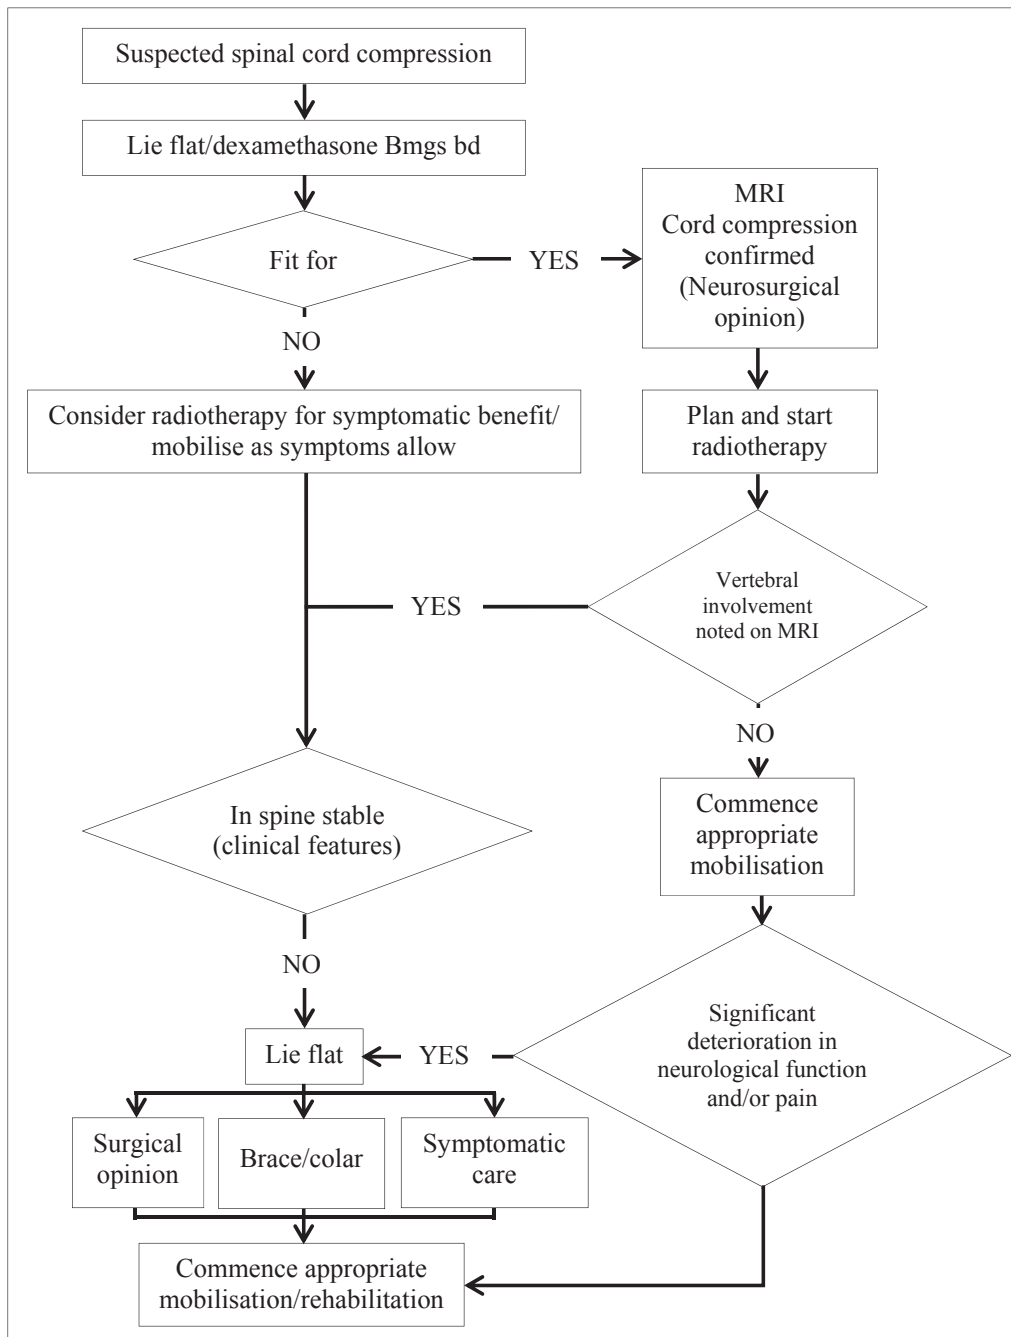 Suspected spinal cord compression
Lie flat/dexamethasone Bmgs bd
Fit for
YES
MRI
Cord compression
confirmed
(Neurosurgical
opinion)
NO
Consider radiotherapy for symptomatic benefit/
mobilise as symptoms allow
Plan and start
radiotherapy
Vertebral
involvement
noted on MRI
YES
NO
In spine stable
(clinical features)
Commence
appropriate
mobilisation
NO
Significant
deterioration in
neurological function
and/or pain
YES
Lie flat
Surgical
opinion
Brace/colar
Symptomatic
care
Commence appropriate
mobilisation/rehabilitation